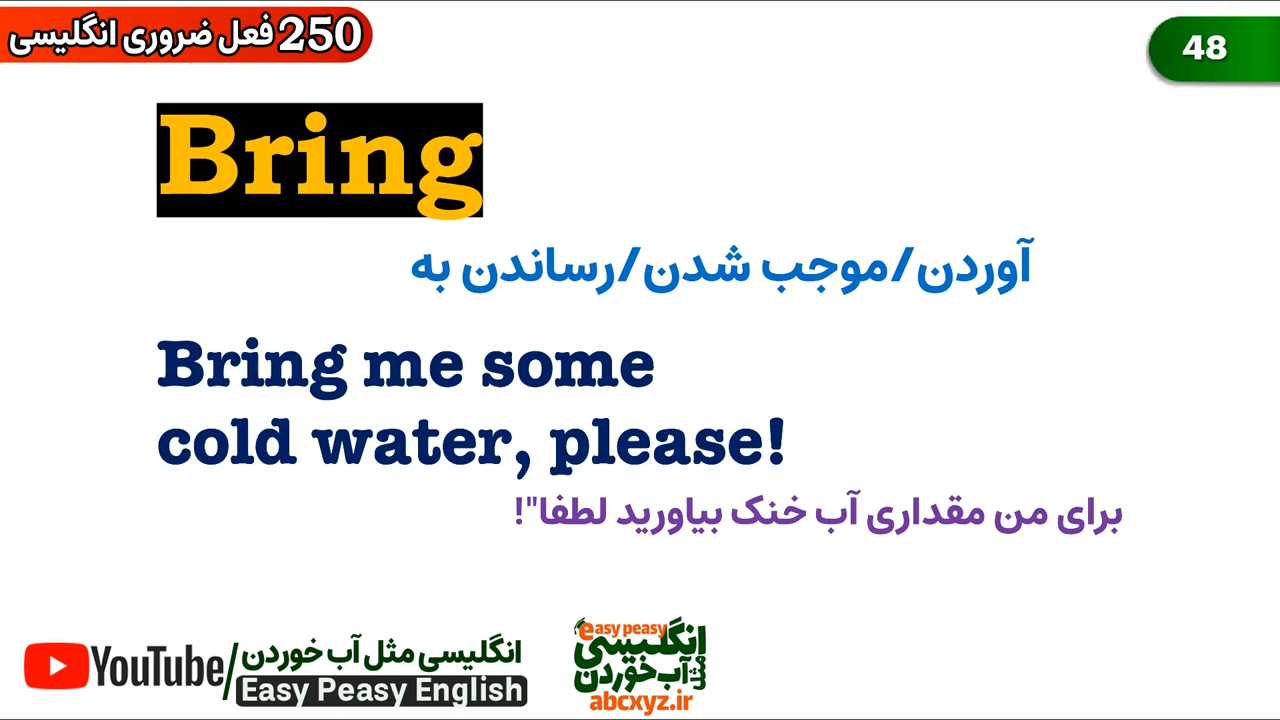 250 فعل ضروری انگلیسی
48
Bring
آوردن/موجب شدن/رساندن به
Bring me some
cold water, please!
برای من مقداری آب خنک بیاورید لطفا"!
YouTube/انگلیسی مثل آب خوردن
Easy Peasy English
easy peasy
انگلیسی
مثل آب خوردن
abcxyz.ir